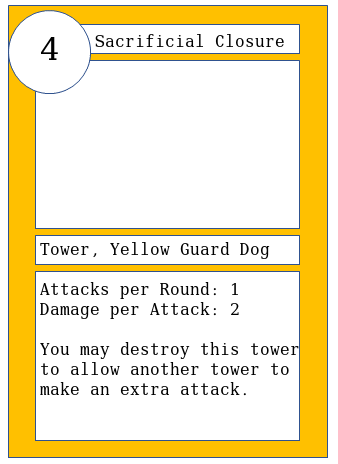 4
Sacrificial Closure
Tower, Yellow Guard Dog
Attacks per Round: 1
Damage per Attack: 2
You may destroy this tower
to allow another tower to
make an extra attack.